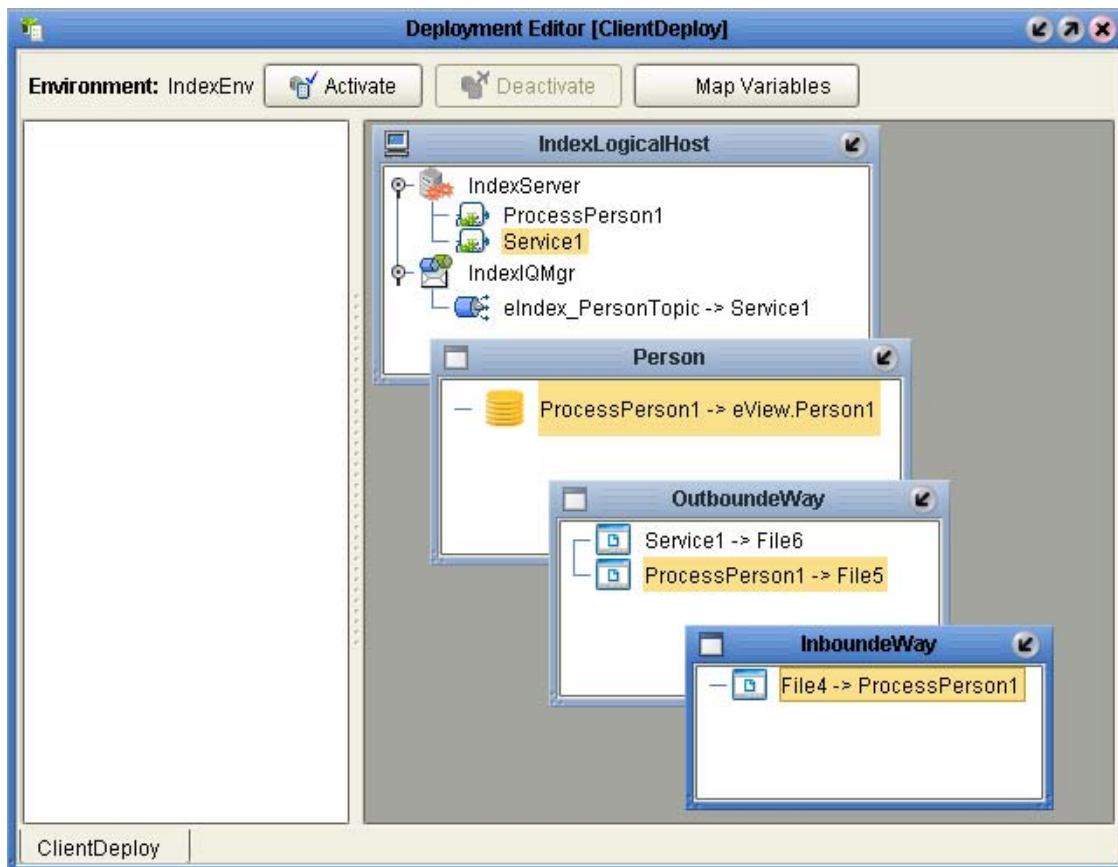 Deployment Editor [ClientDeploy]
Environment: IndexEnv Activate Deactivate Map Variables
IndexLogicalHost
IndexServer
ProcessPerson1
Service1
IndexIQMgr
eIndex_PersonTopic -> Service1
Person
ProcessPerson1 -> eView.Person1
OutboundeWay
Service1 -> File6
ProcessPerson1 -> File5
InboundeWay
File4 -> ProcessPerson1
ClientDeploy